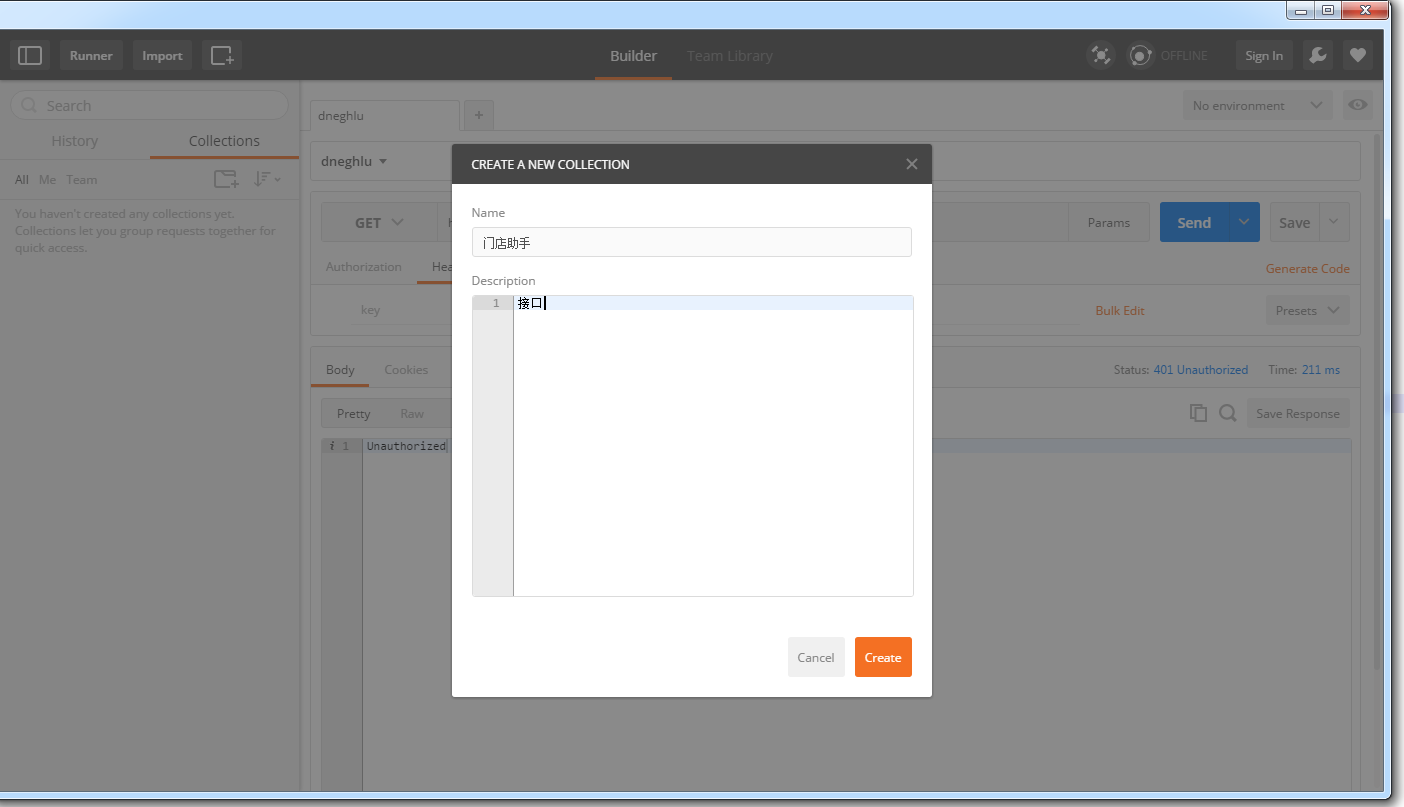 Runner
Import
Builder
Team Library
OFFLINE
Sign In
Search
History
Collections
All Me Team
You haven't created any collections yet.
Collections let you group requests together for
quick access.
dneghlu
+
No environment
dneghlu
CREATE A NEW COLLECTION
Name
门店助手
Description
1 接口
Cancel
Create
GET
Params
Send
Save
Authorization
Hea
Generate Code
key
Bulk Edit
Presets
Body
Cookies
Status: 401 Unauthorized
Time: 211 ms
Pretty
Raw
Save Response
i 1 Unauthorized